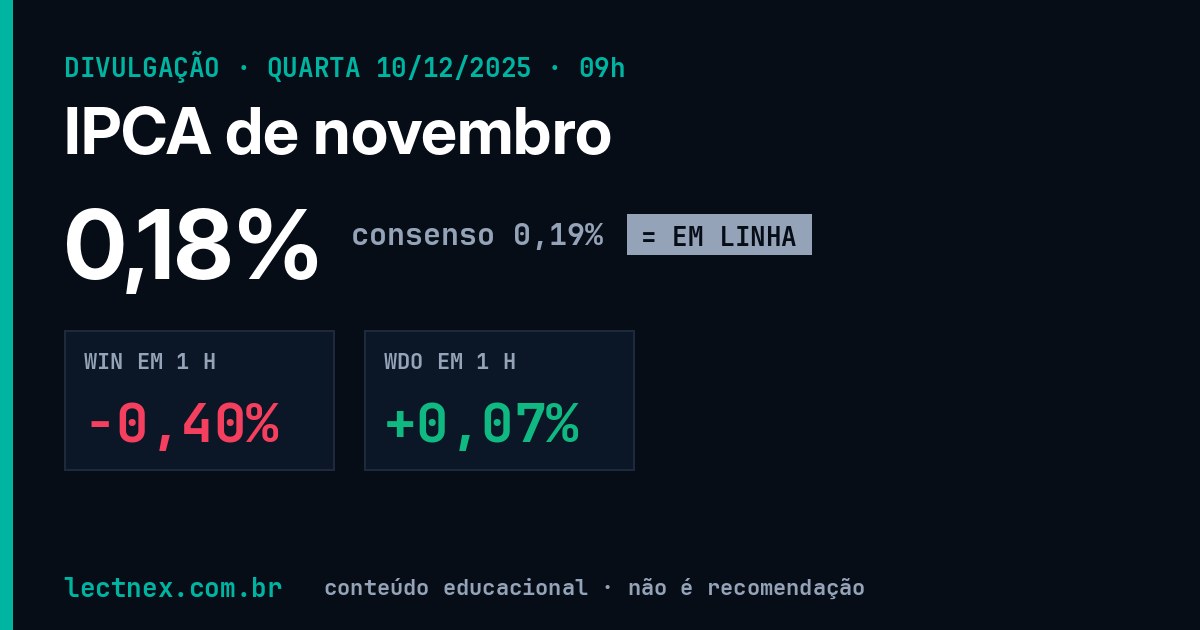 DIVULGAÇÃO · QUARTA 10/12/2025 · 09h
IPCA de novembro
0,18% consenso 0,19% = EM LINHA
WIN EM 1 H
-0,40%
WDO EM 1 H
+0,07%
lectnex.com.br conteúdo educacional · não é recomendação